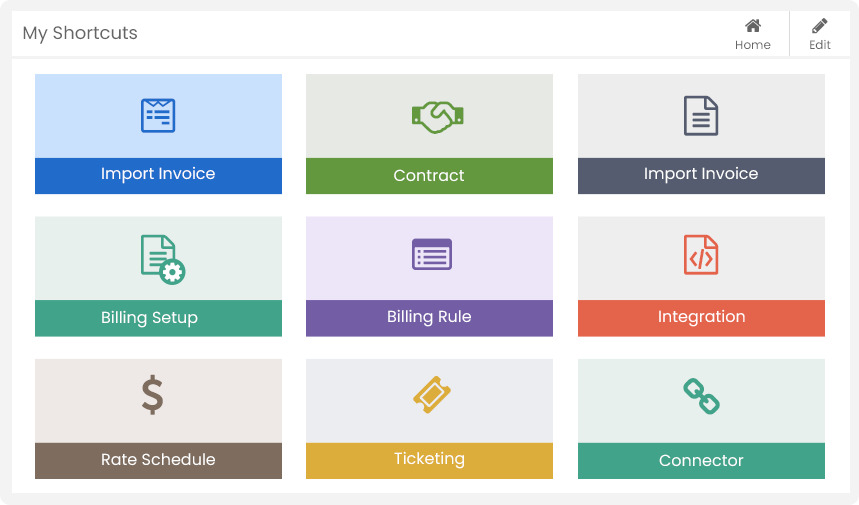 My Shortcuts
Home
Edit
Import Invoice
Contract
Import Invoice
Billing Setup
Billing Rule
Integration
Rate Schedule
Ticketing
Connector